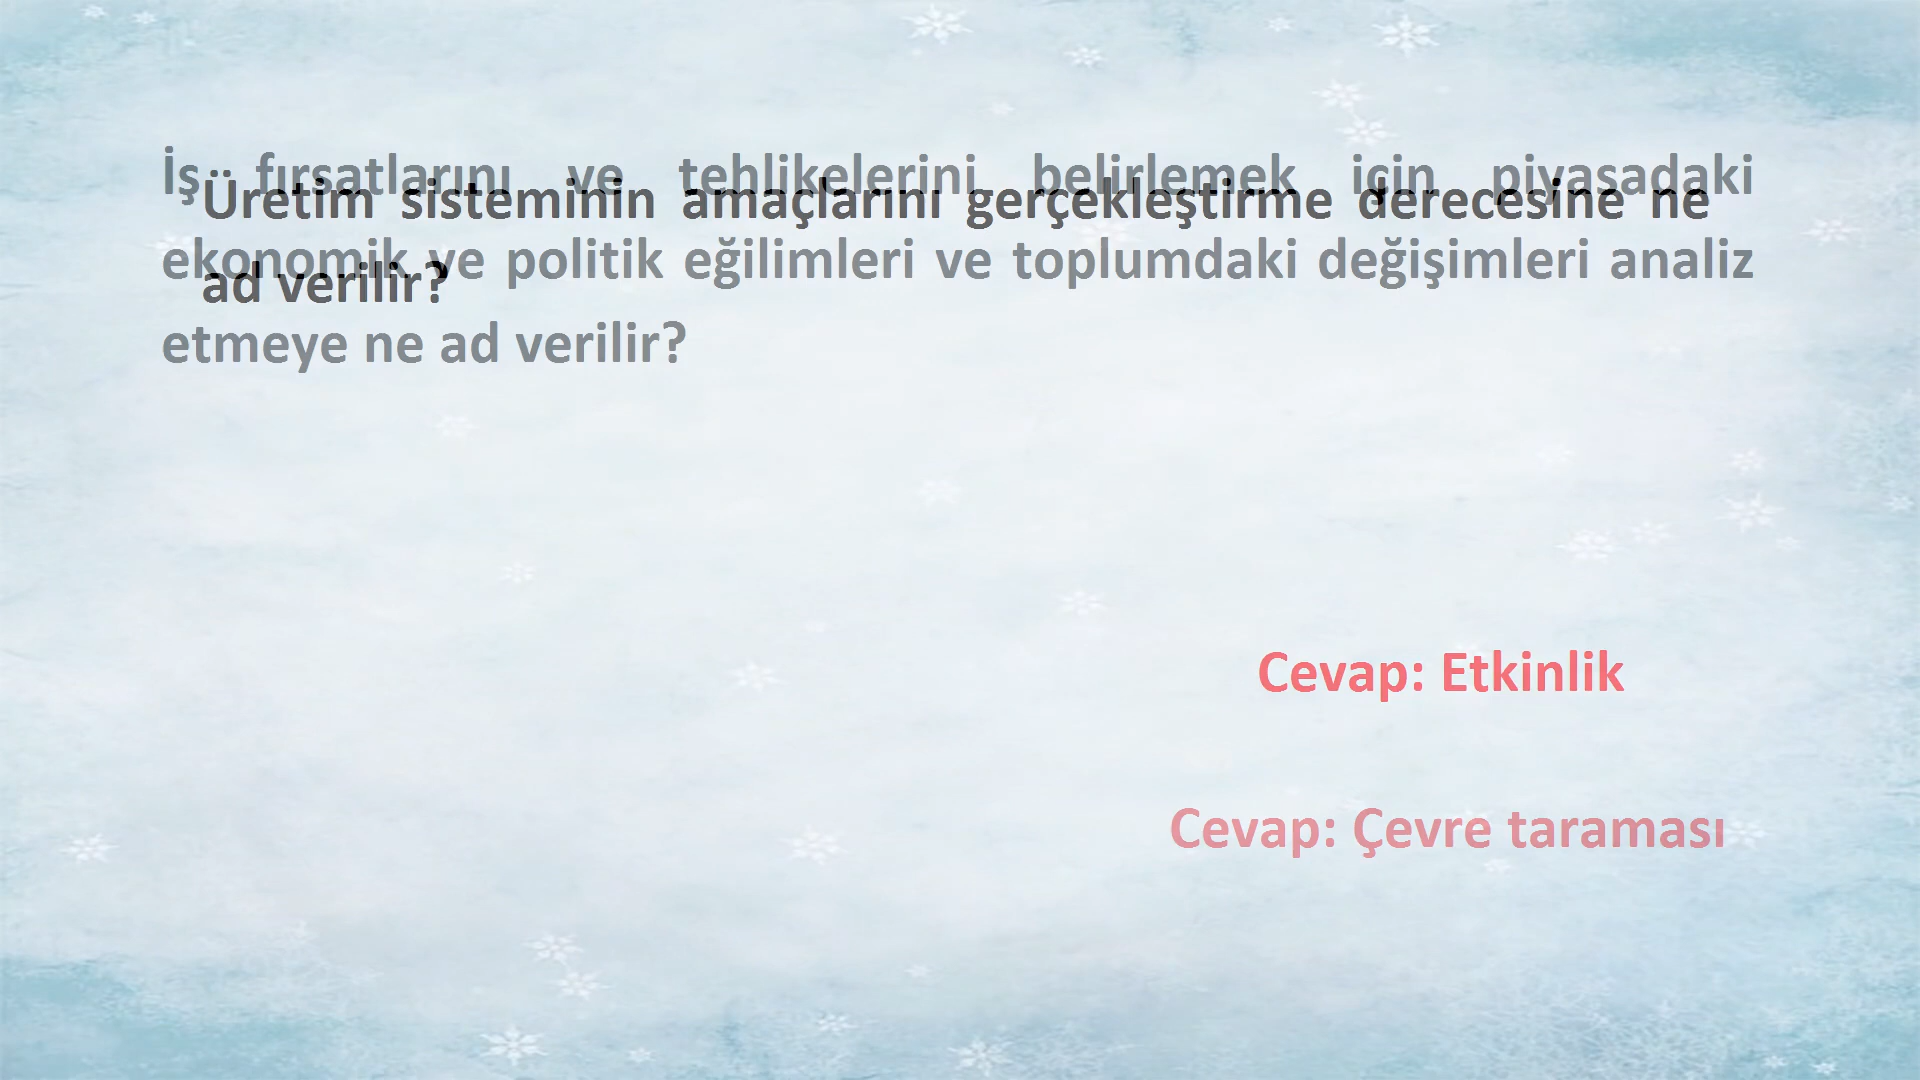 İş fırsatlarını ve tehlikelerini belirlemek için piyasadaki
ekonomik ve politik eğilimleri ve toplumdaki değişimleri analiz
etmeye ne ad verilir?
Üretim sisteminin amaçlarını gerçekleştirme derecesine ne
ad verilir?
Cevap: Etkinlik
Cevap: Çevre taraması